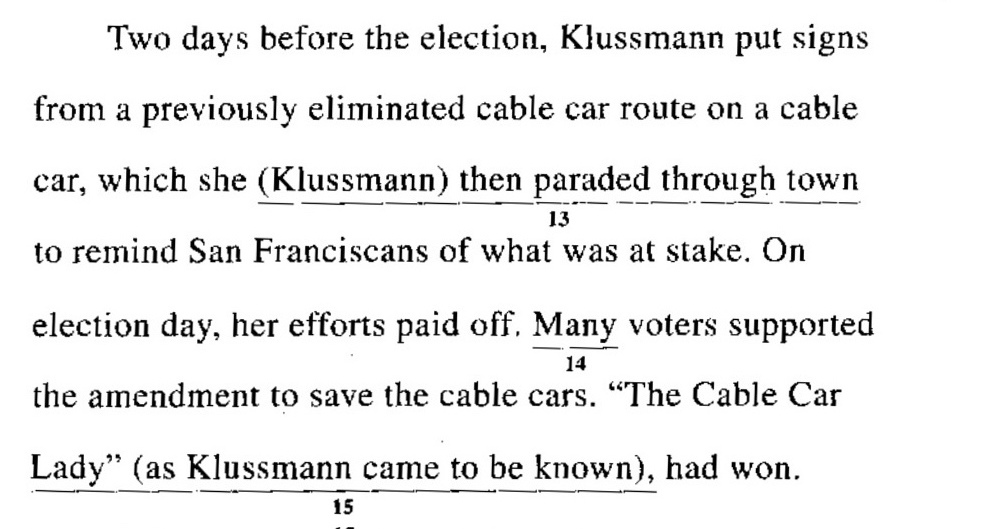 Two days before the election, Klussmann put signs
from a previously eliminated cable car route on a cable
car, which she (Klussmann) then paraded through town
13
to remind San Franciscans of what was at stake. On
election day, her efforts paid off. Many voters supported
14
the amendment to save the cable cars. “The Cable Car
Lady” (as Klussmann came to be known), had won.
15